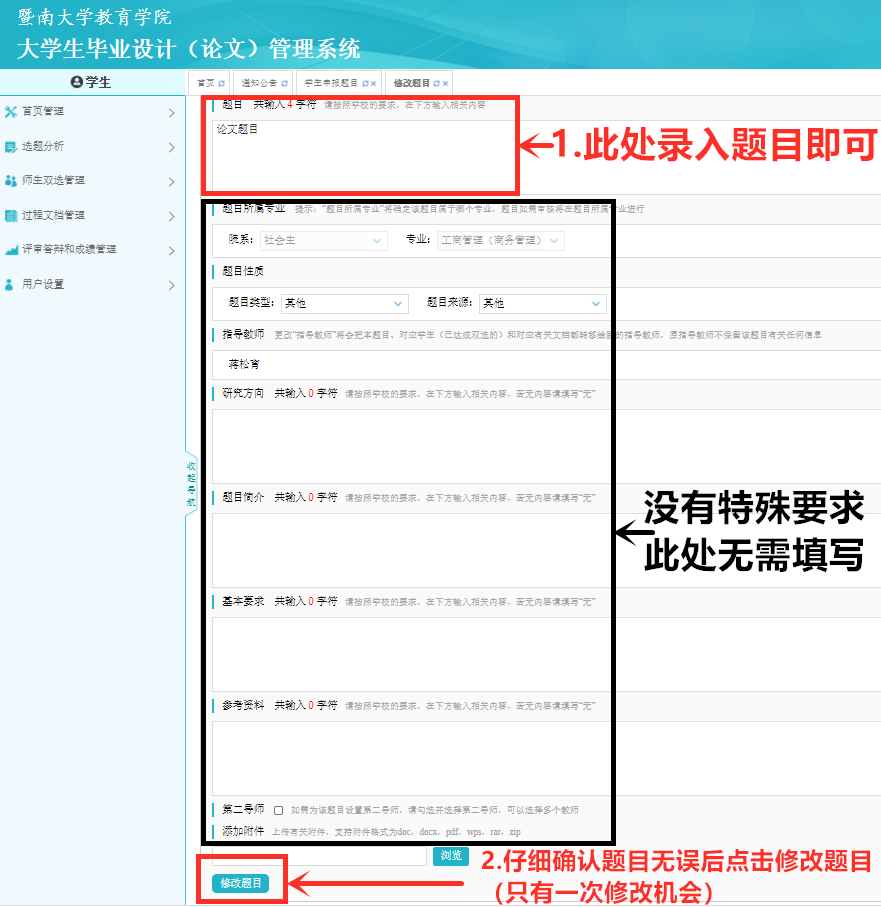 暨南大学教育学院
大学生毕业设计（论文）管理系统
学生
首页
通知公告
学生申报题目
修改题目
首页管理
选题分析
师生双选管理
过程文档管理
评审答辩和成绩管理
用户设置
收起导航
题目 共输入 4 字符 请按照学校的要求，在下方输入相关内容
论文题目
1.此处录入题目即可
题目所属专业 提示："题目所属专业"将确定该题目属于哪个专业，题目如需审核将在题目所属专业进行
院系： 社会生 专业： 工商管理（商务管理）
题目性质
题目类型： 其他 题目来源： 其他
指导教师 更改"指导教师"将会把本题目、对应学生（已达成双选的）和对应有关文档都转移给新的指导教师，原指导教师不保留该题目有关任何信息
蒋松育
研究方向 共输入 0 字符 请按照学校的要求，在下方输入相关内容，若无内容请填写"无"
题目简介 共输入 0 字符 请按照学校的要求，在下方输入相关内容，若无内容请填写"无"
没有特殊要求
此处无需填写
基本要求 共输入 0 字符 请按照学校的要求，在下方输入相关内容，若无内容请填写"无"
参考资料 共输入 0 字符 请按照学校的要求，在下方输入相关内容，若无内容请填写"无"
第二导师 如需为该题目设置第二导师，请勾选并选择第二导师，可以选择多个教师
添加附件 上传有关附件，支持附件格式为doc，docx，pdf，wps，rar，zip
浏览
2.仔细确认题目无误后点击修改题目
（只有一次修改机会）
修改题目